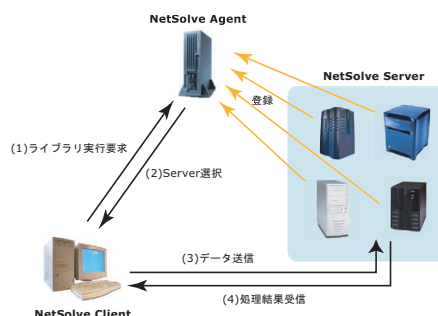 NetSolve Agent
NetSolve Server
登録
(1)ライブラリ実行要求
(2)Server選択
(3)データ送信
(4)処理結果受信
NetSolve Client